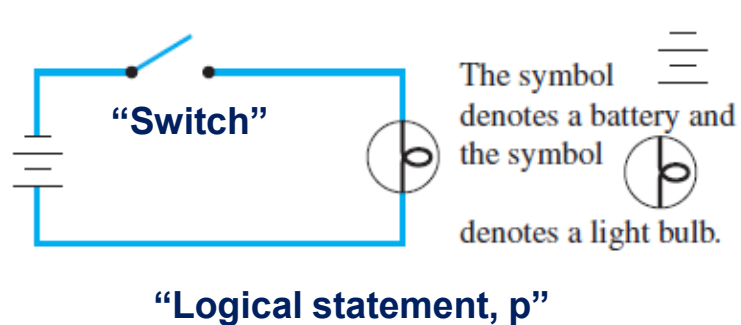 The symbol
“Switch”
denotes a battery and
the symbol
denotes a light bulb.
“Logical statement, p”